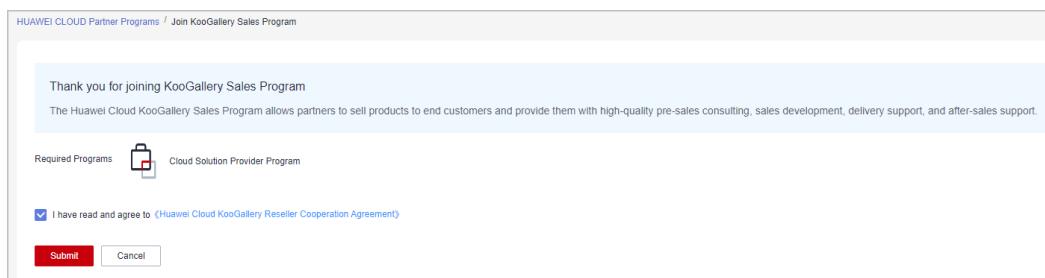 HUAWEI CLOUD Partner Programs / Join KooGallery Sales Program
Thank you for joining KooGallery Sales Program
The Huawei Cloud KooGallery Sales Program allows partners to sell products to end customers and provide them with high-quality pre-sales consulting, sales development, delivery support, and after-sales support.
Required Programs Cloud Solution Provider Program
I have read and agree to 《Huawei Cloud KooGallery Reseller Cooperation Agreement》
Submit Cancel